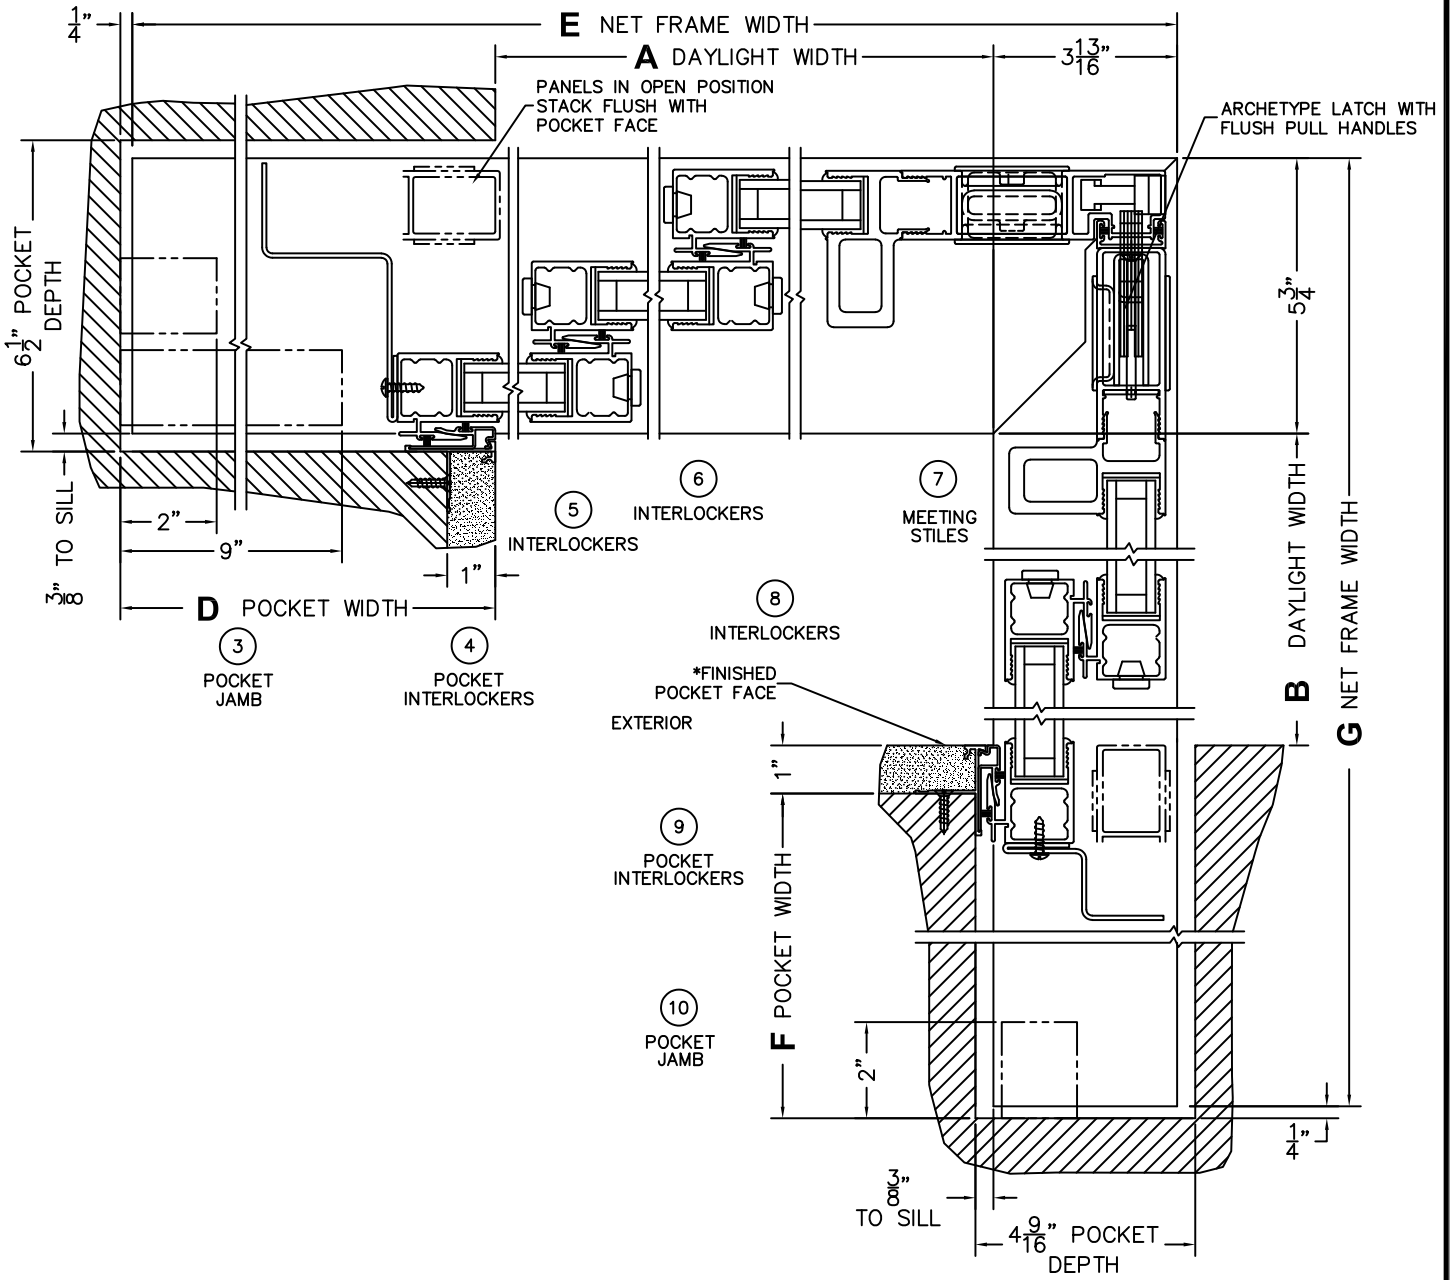 1/4"
E NET FRAME WIDTH
A DAYLIGHT WIDTH
3 13/16"
PANELS IN OPEN POSITION
STACK FLUSH WITH
POCKET FACE
ARCHETYPE LATCH WITH
FLUSH PULL HANDLES
6 1/2" POCKET
DEPTH
5 3/4"
3/8" TO SILL
2"
9"
1"
D POCKET WIDTH
3
POCKET
JAMB
4
POCKET
INTERLOCKERS
5
INTERLOCKERS
6
INTERLOCKERS
7
MEETING
STILES
8
INTERLOCKERS
*FINISHED
POCKET FACE
EXTERIOR
B DAYLIGHT WIDTH
G NET FRAME WIDTH
1"
9
POCKET
INTERLOCKERS
F POCKET WIDTH
10
POCKET
JAMB
2"
1/4"
3/8"
TO SILL
4 9/16" POCKET
DEPTH